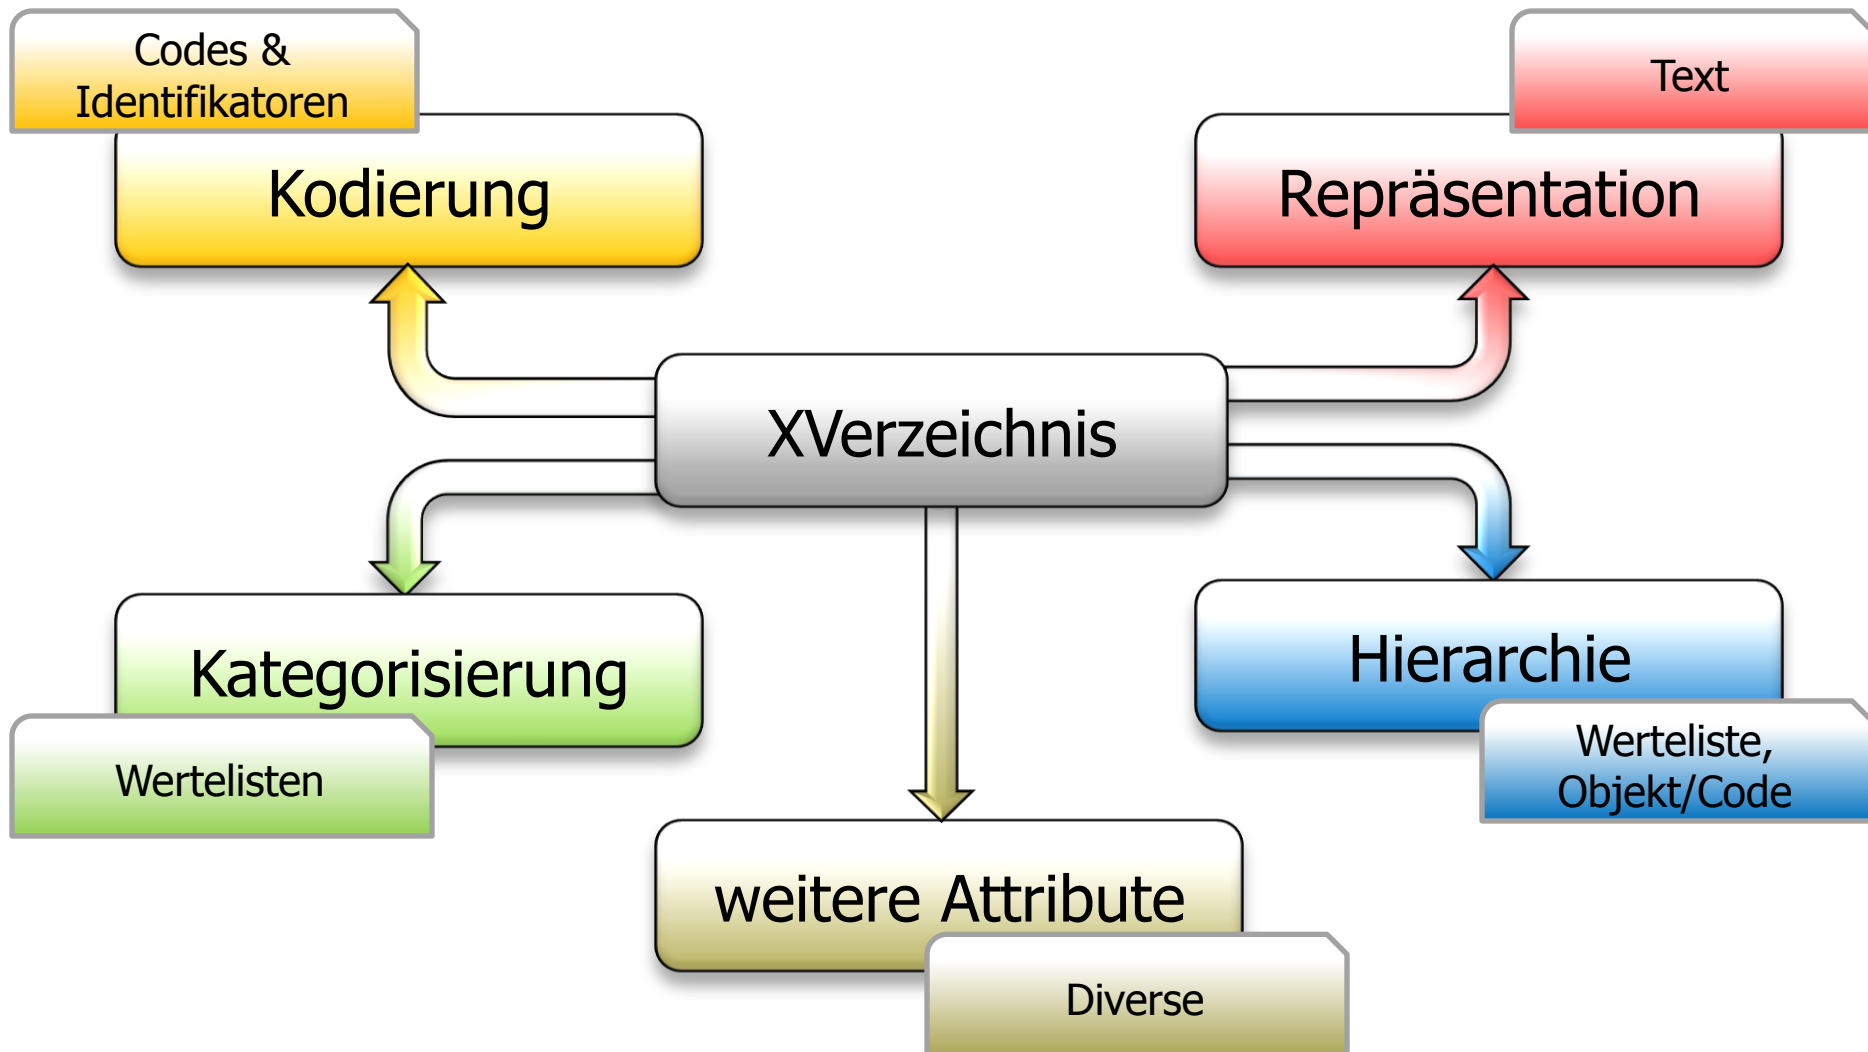 Codes &
Identifikatoren
Kodierung
Text
Repräsentation
XVerzeichnis
Kategorisierung
Wertelisten
Hierarchie
Werteliste,
Objekt/Code
weitere Attribute
Diverse